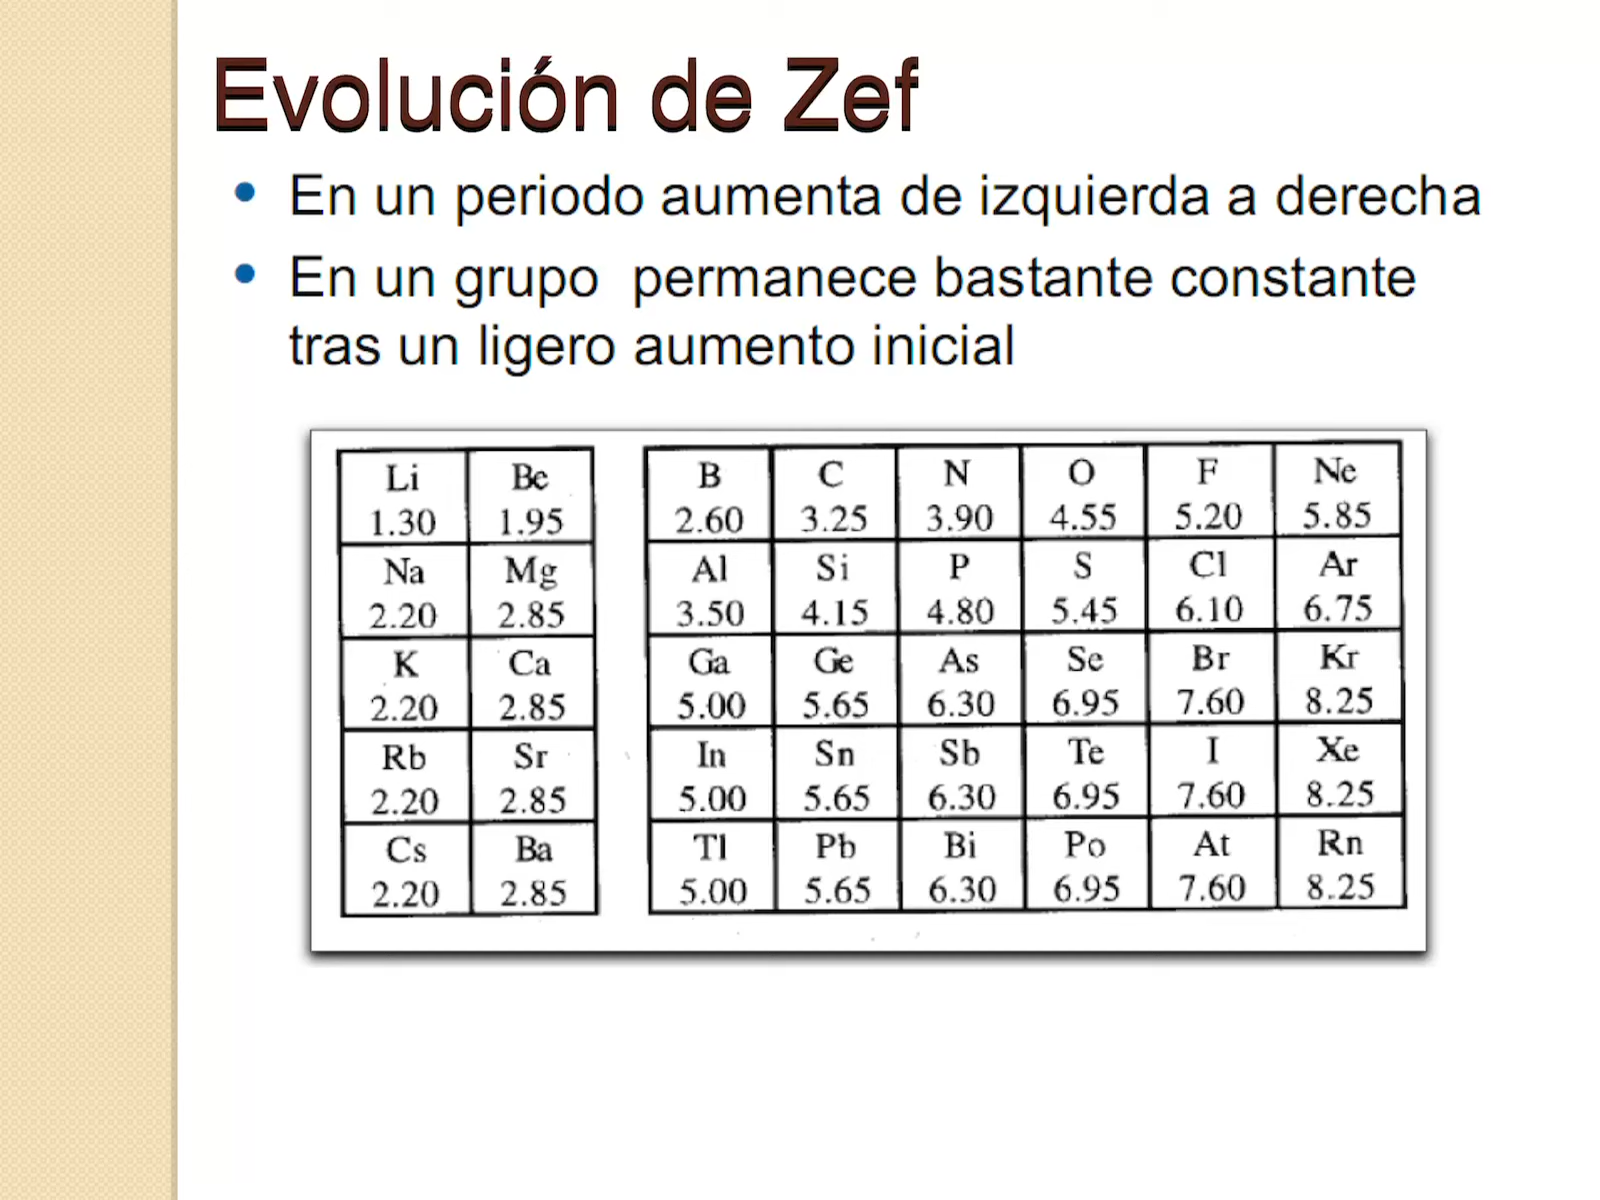 Evolución de Zef
• En un periodo aumenta de izquierda a derecha
• En un grupo permanece bastante constante
tras un ligero aumento inicial
Li Be B C N O F Ne
1.30 1.95 2.60 3.25 3.90 4.55 5.20 5.85
Na Mg Al Si P S Cl Ar
2.20 2.85 3.50 4.15 4.80 5.45 6.10 6.75
K Ca Ga Ge As Se Br Kr
2.20 2.85 5.00 5.65 6.30 6.95 7.60 8.25
Rb Sr In Sn Sb Te I Xe
2.20 2.85 5.00 5.65 6.30 6.95 7.60 8.25
Cs Ba Tl Pb Bi Po At Rn
2.20 2.85 5.00 5.65 6.30 6.95 7.60 8.25